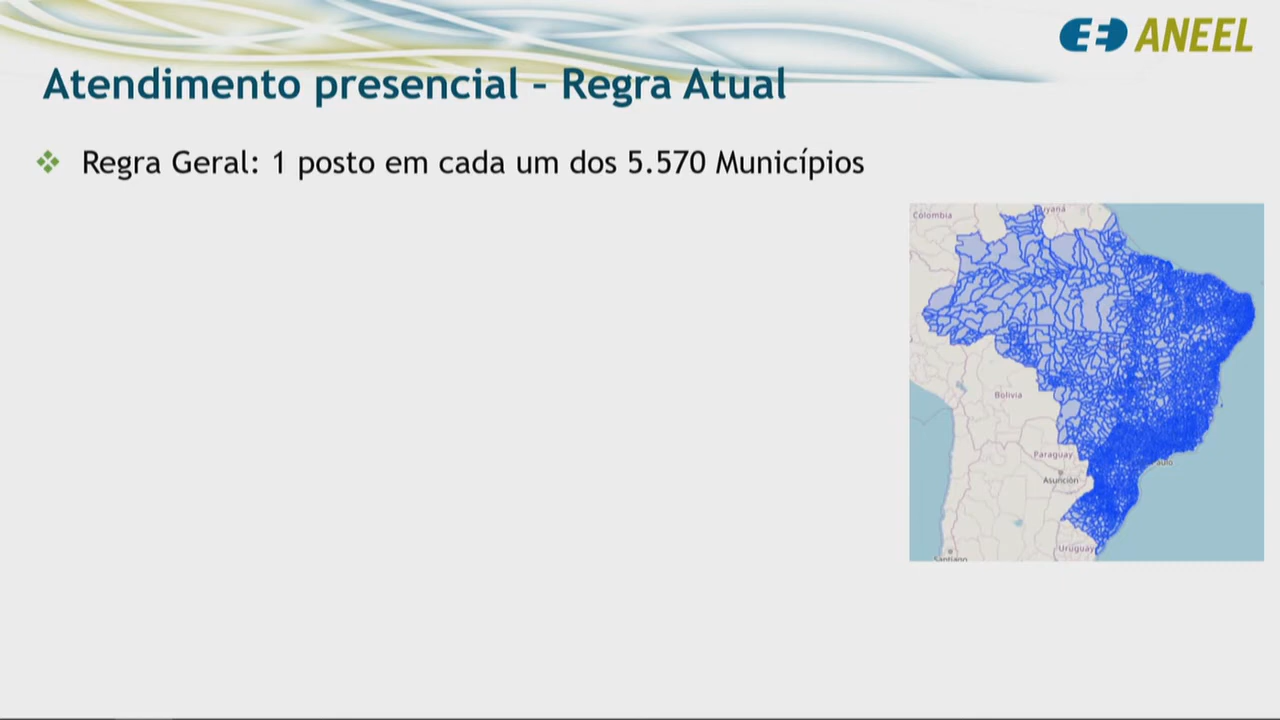 ANEEL
Atendimento presencial – Regra Atual
Regra Geral: 1 posto em cada um dos 5.570 Municípios
Colombia
Bolivia
Paraguay
Asunción
Uruguay
Santiago